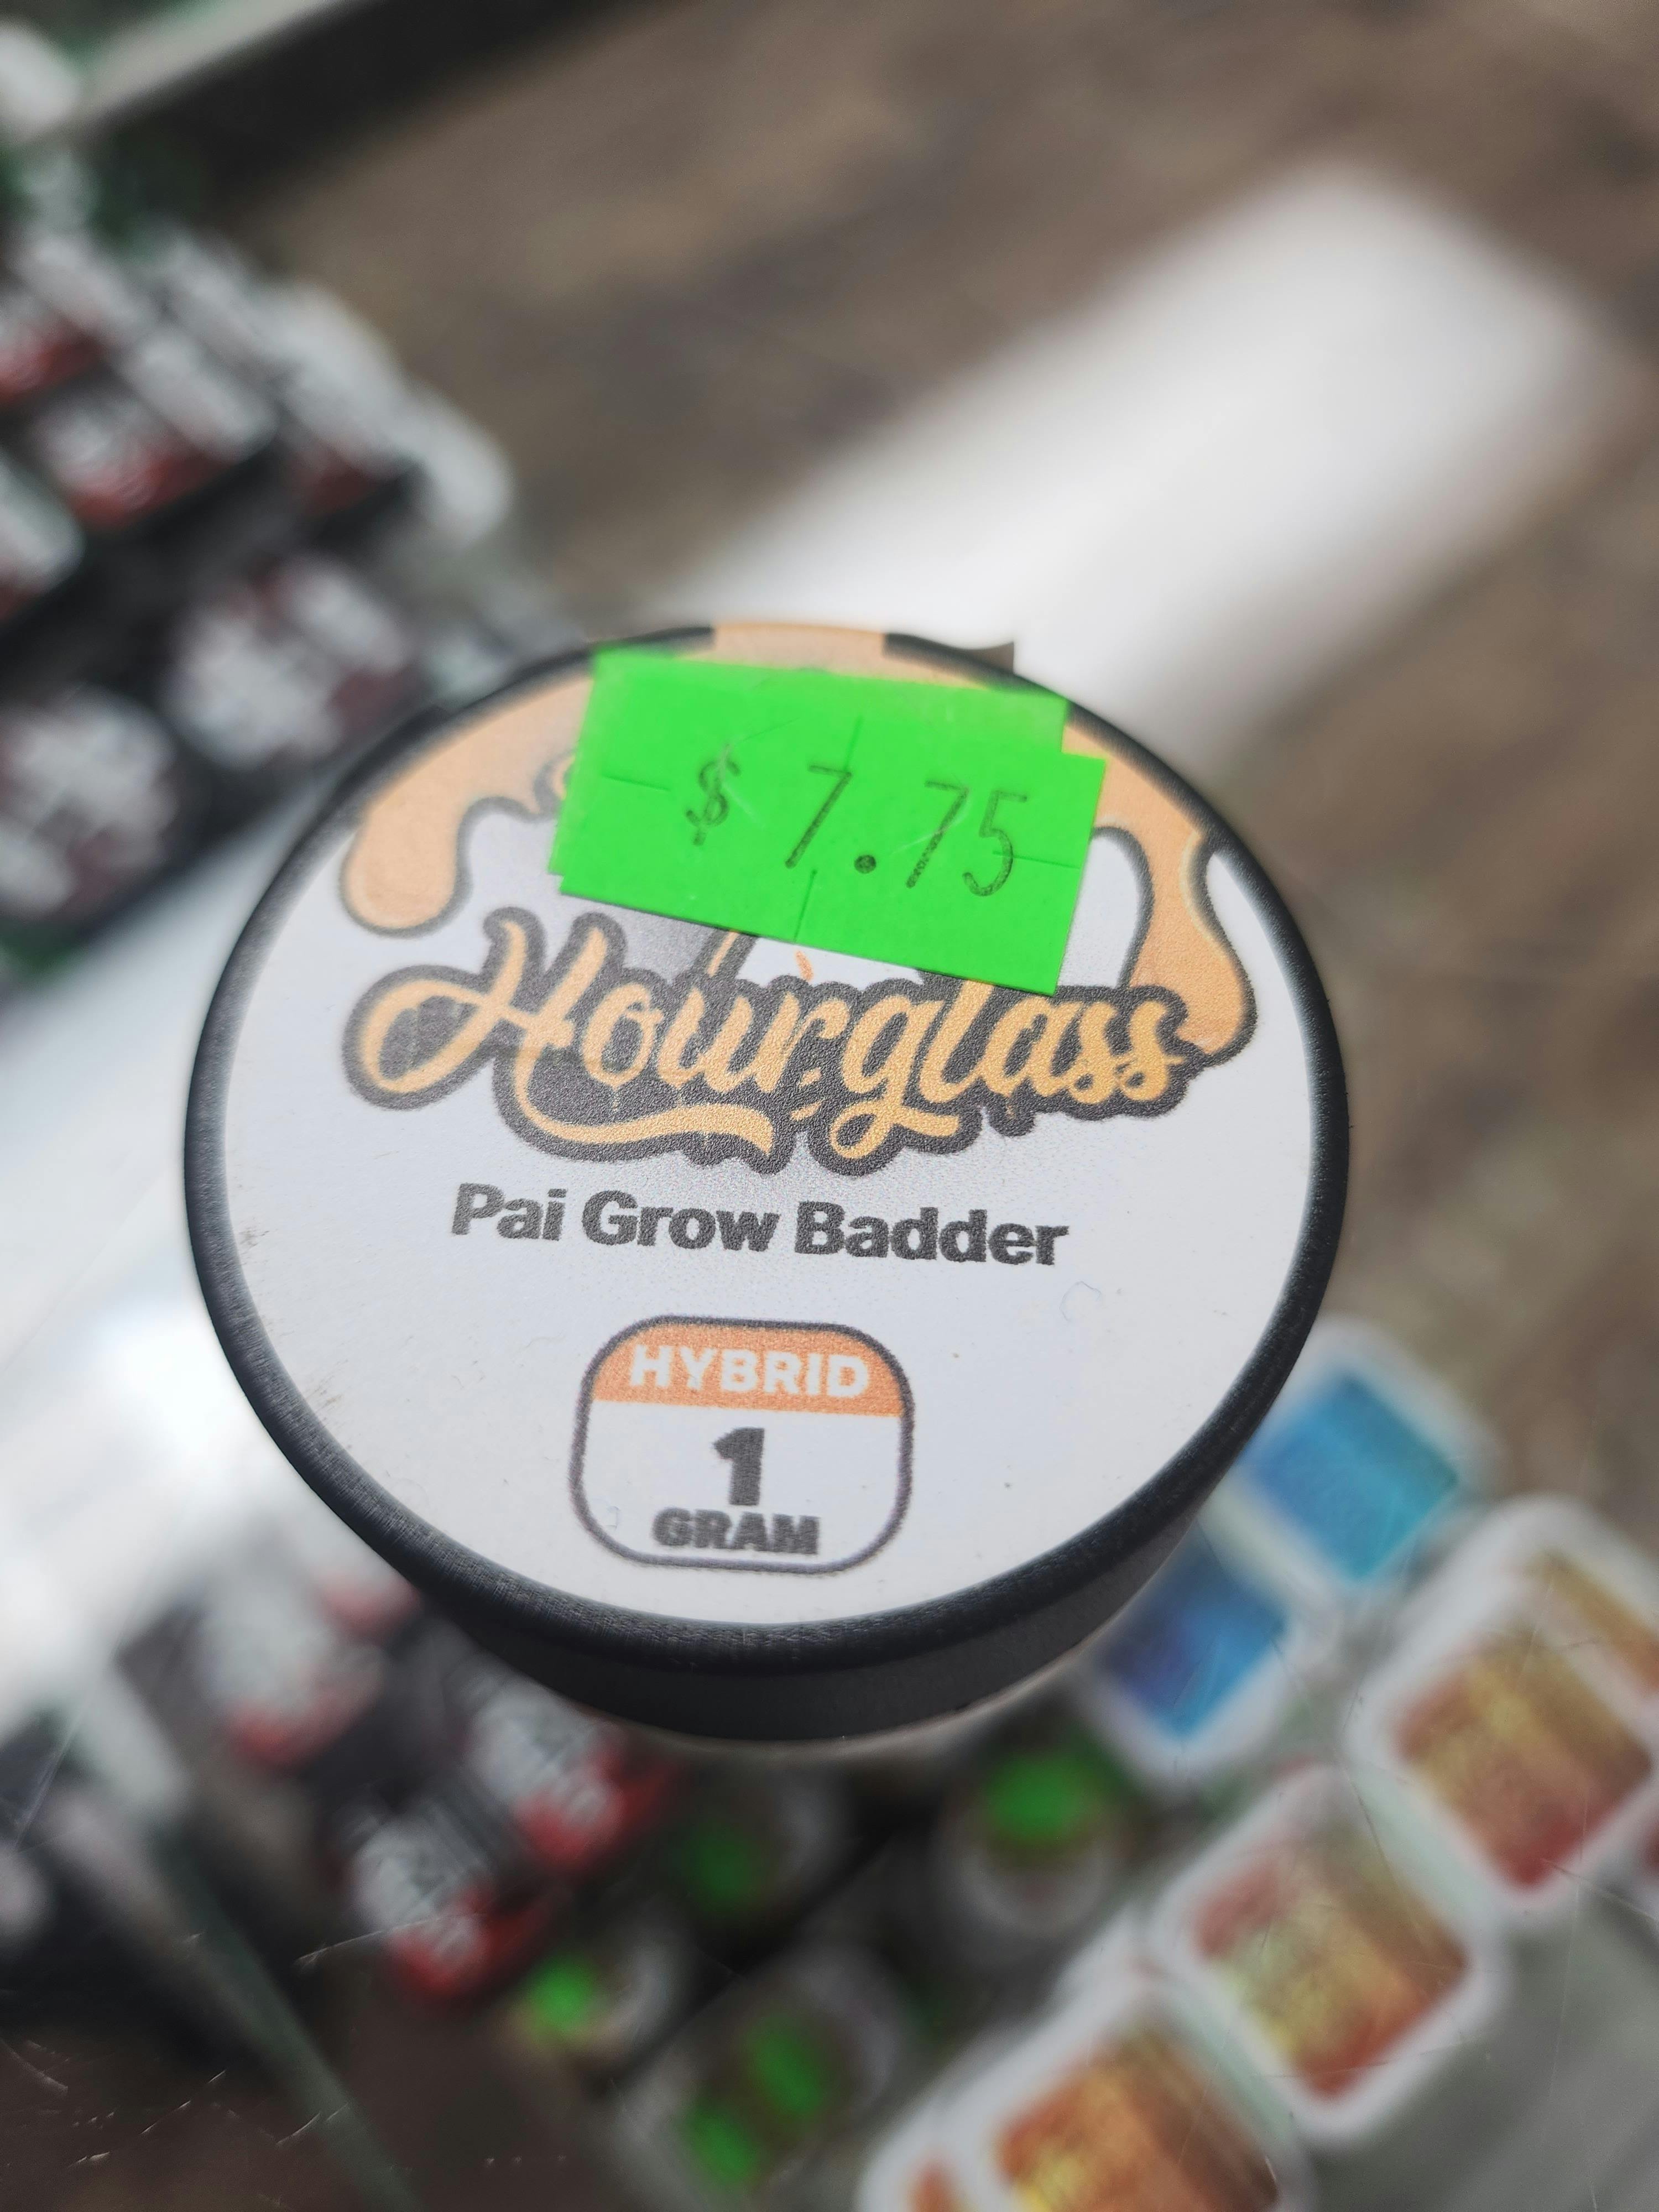 $ 7.75
Hourglass
Pai Grow Badder
HYBRID
1
GRAM